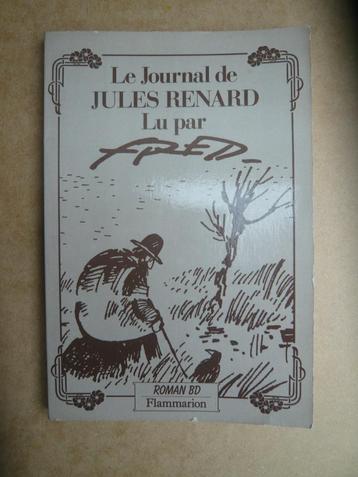 Le Journal de
JULES RENARD
Lu par
FRED
ROMAN BD
Flammarion